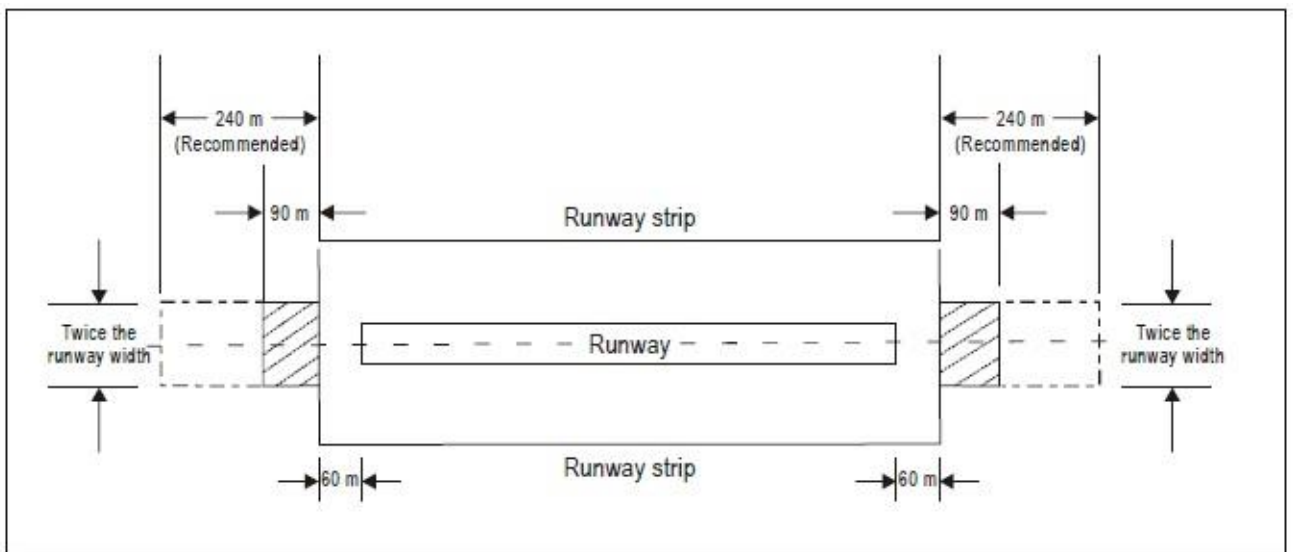 240 m
(Recommended)
240 m
(Recommended)
90 m
Runway strip
90 m
Twice the
runway width
Runway
Twice the
runway width
60 m
Runway strip
60 m